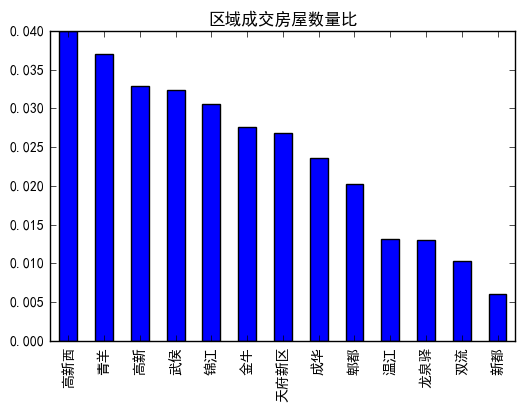 区域成交房屋数量比
0.040
0.035
0.030
0.025
0.020
0.015
0.010
0.005
0.000
高新西
青羊
高新
武侯
锦江
金牛
天府新区
成华
郫都
温江
龙泉驿
双流
新都